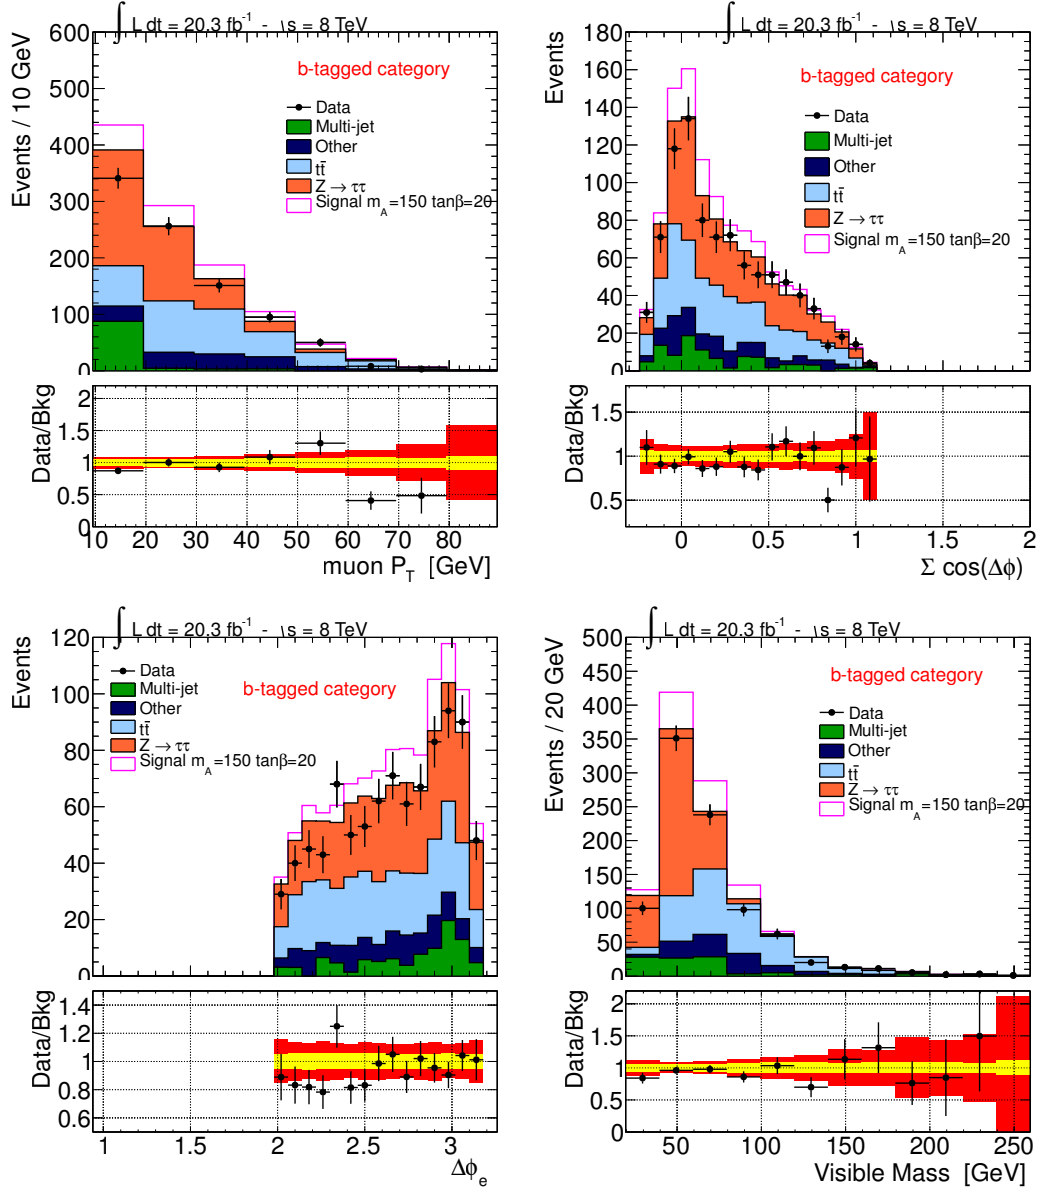 ∫ L dt = 20.3 fb⁻¹ - √s = 8 TeV
Events / 10 GeV
600
500
400
300
200
100
0
b-tagged category
Data
Multi-jet
Other
tt̄
Z → ττ
Signal m_A=150 tanβ=20
Data/Bkg
2
1.5
1
0.5
0
10 20 30 40 50 60 70 80
muon P_T [GeV]
∫ L dt = 20.3 fb⁻¹ - √s = 8 TeV
Events
180
160
140
120
100
80
60
40
20
0
b-tagged category
Data
Multi-jet
Other
tt̄
Z → ττ
Signal m_A=150 tanβ=20
Data/Bkg
1.5
1
0.5
0 0.5 1 1.5 2
Σ cos(Δϕ)
∫ L dt = 20.3 fb⁻¹ - √s = 8 TeV
Events
120
100
80
60
40
20
0
Data
Multi-jet
Other
tt̄
Z → ττ
Signal m_A=150 tanβ=20
b-tagged category
Data/Bkg
1.4
1.2
1.0
0.8
0.6
1 1.5 2 2.5 3
Δϕ_e
∫ L dt = 20.3 fb⁻¹ - √s = 8 TeV
Events / 20 GeV
500
450
400
350
300
250
200
150
100
50
0
b-tagged category
Data
Multi-jet
Other
tt̄
Z → ττ
Signal m_A=150 tanβ=20
Data/Bkg
2
1.5
1
0.5
0
50 100 150 200 250
Visible Mass [GeV]